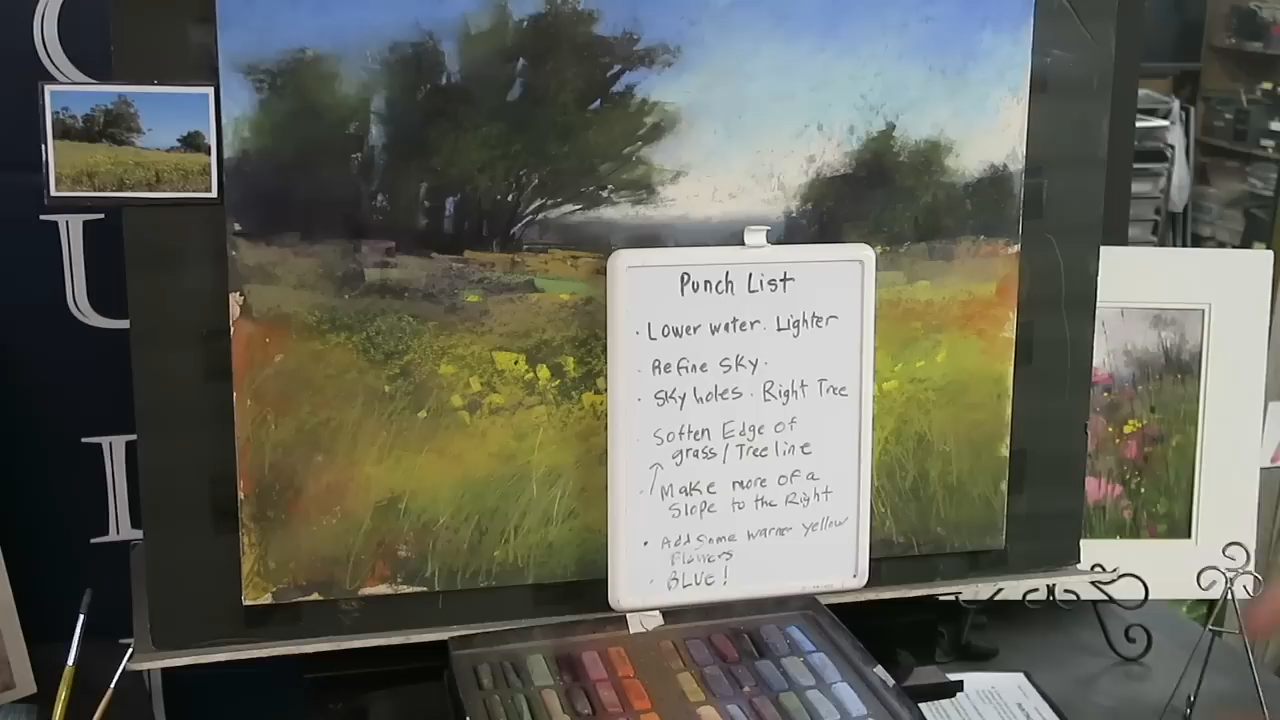 C
U
I
Punch List
• Lower water. Lighter
• Refine Sky.
• Sky holes. Right Tree
• Soften Edge of
grass / Tree line
• ↑ Make more of a
Slope to the Right
• Add some warmer yellow
Flowers
• BLUE!